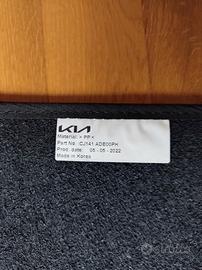 KIA
Material: > PP <
Part No. :CJ141 ADE00PH
Prod. date: 05 - 05 - 2022
Made in Korea